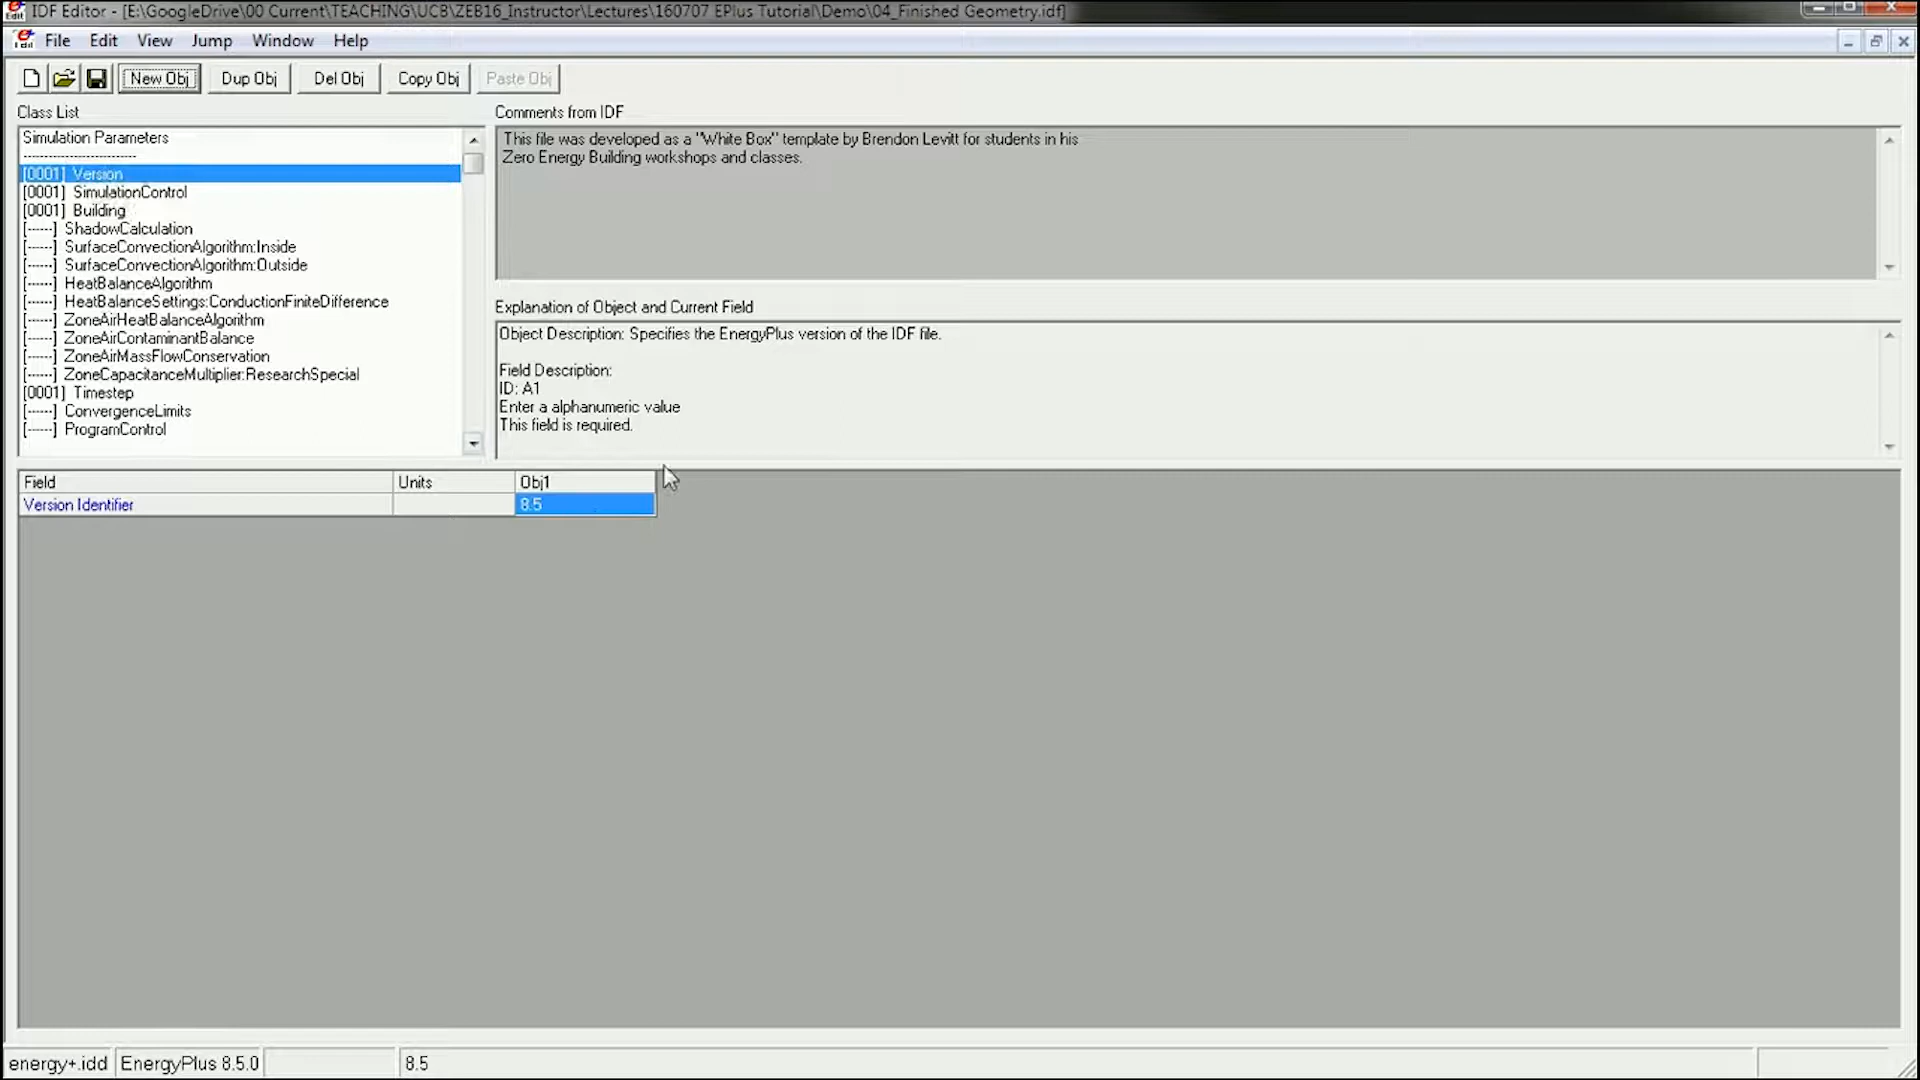 IDF Editor - [E:\GoogleDrive\00 Current\TEACHING\UCB\ZEB16_Instructor\Lectures\160707 EPlus Tutorial\Demo\04_Finished Geometry.idf]
File Edit View Jump Window Help
New Obj Dup Obj Del Obj Copy Obj Paste Obj
Class List
Simulation Parameters
--------------------------
[0001] Version
[0001] SimulationControl
[0001] Building
[------] ShadowCalculation
[------] SurfaceConvectionAlgorithm:Inside
[------] SurfaceConvectionAlgorithm:Outside
[------] HeatBalanceAlgorithm
[------] HeatBalanceSettings:ConductionFiniteDifference
[------] ZoneAirHeatBalanceAlgorithm
[------] ZoneAirContaminantBalance
[------] ZoneAirMassFlowConservation
[------] ZoneCapacitanceMultiplier:ResearchSpecial
[0001] Timestep
[------] ConvergenceLimits
[------] ProgramControl
Comments from IDF
This file was developed as a "White Box" template by Brendon Levitt for students in his
Zero Energy Building workshops and classes.
Explanation of Object and Current Field
Object Description: Specifies the EnergyPlus version of the IDF file.
Field Description:
ID: A1
Enter a alphanumeric value
This field is required.
Field Units Obj1
Version Identifier 8.5
energy+.idd EnergyPlus 8.5.0 8.5